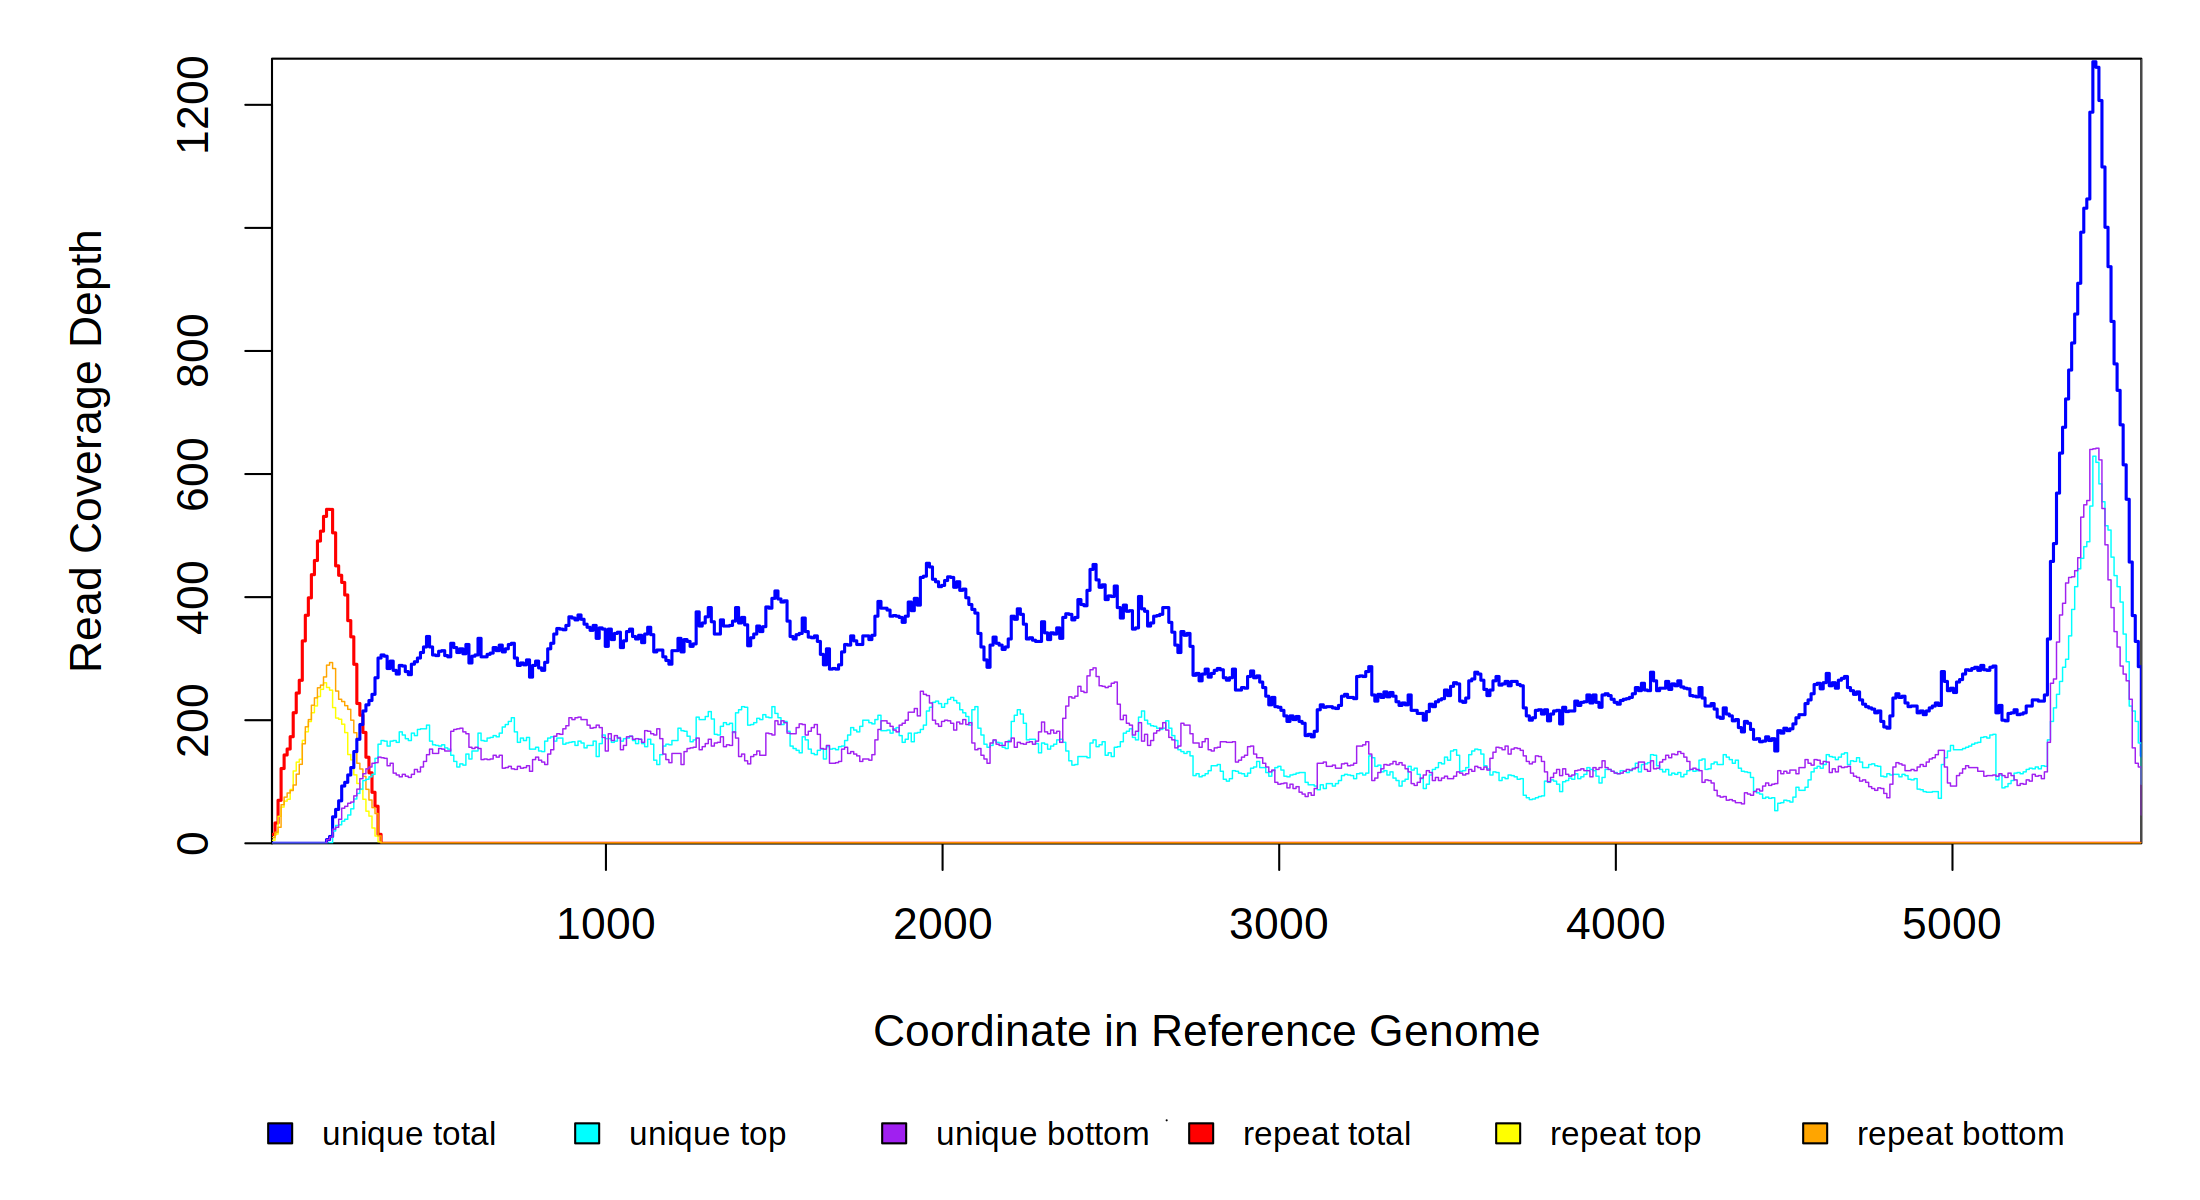 1200
800
600
400
200
0
Read Coverage Depth
1000 2000 3000 4000 5000
Coordinate in Reference Genome
unique total unique top unique bottom repeat total repeat top repeat bottom